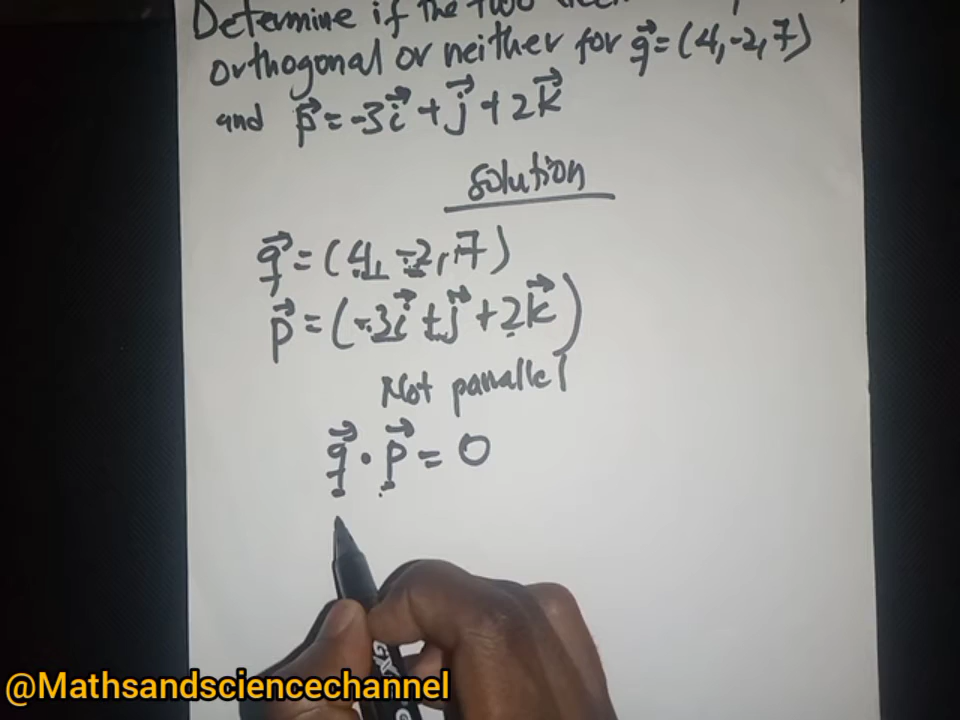 Determine if the two
orthogonal or neither for q⃗ = (4, -2, 7)
and p⃗ = -3i⃗ + j⃗ + 2k⃗
solution
q⃗ = (4, -2, 7)
p⃗ = (-3i⃗ + j⃗ + 2k⃗)
Not parallel
q⃗ · p⃗ = 0
@Mathsandsciencechannel